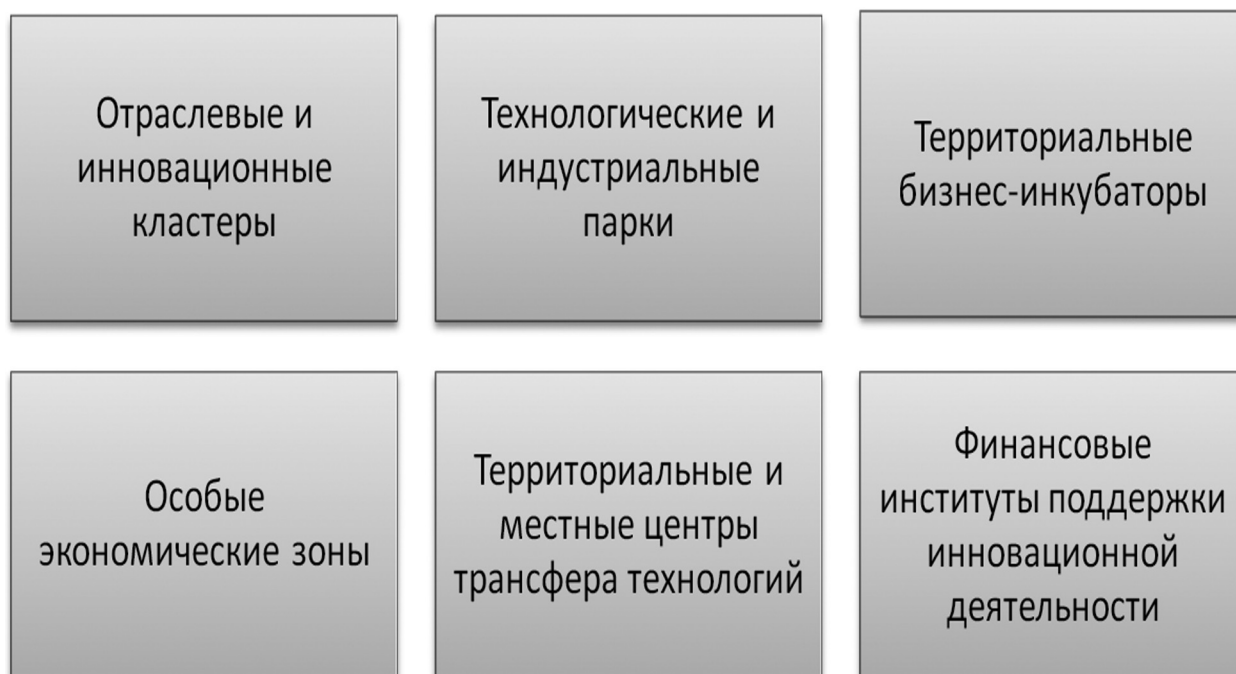 Отраслевые и
инновационные
кластеры
Технологические и
индустриальные
парки
Территориальные
бизнес-инкубаторы
Особые
экономические зоны
Территориальные и
местные центры
трансфера технологий
Финансовые
институты поддержки
инновационной
деятельности